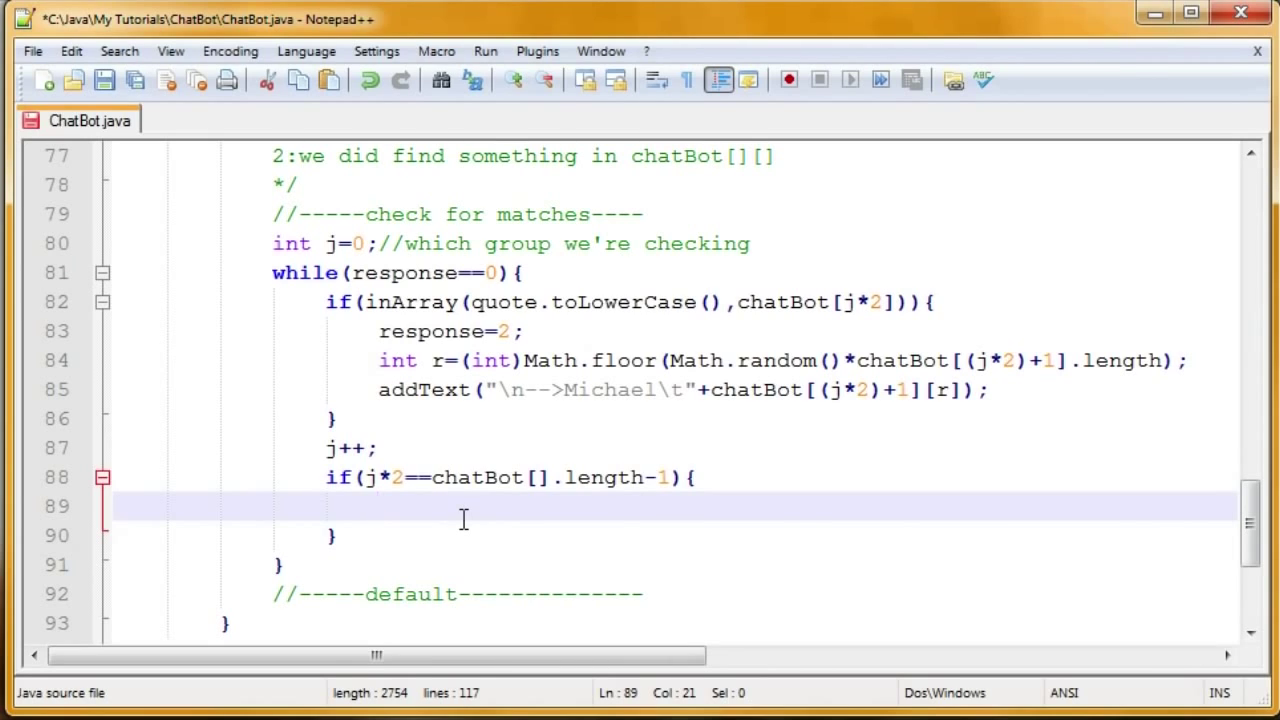 *C:\Java\My Tutorials\ChatBot\ChatBot.java - Notepad++
File Edit Search View Encoding Language Settings Macro Run Plugins Window ? X
ABC
ChatBot.java
77 2:we did find something in chatBot[][]
78 */
79 //-----check for matches----
80 int j=0;//which group we're checking
81 while(response==0){
82 if(inArray(quote.toLowerCase(),chatBot[j*2])){
83 response=2;
84 int r=(int)Math.floor(Math.random()*chatBot[(j*2)+1].length);
85 addText("\n-->Michael\t"+chatBot[(j*2)+1][r]);
86 }
87 j++;
88 if(j*2==chatBot[].length-1){
89
90 }
91 }
92 //-----default--------------
93 }
Java source file length : 2754 lines : 117 Ln : 89 Col : 21 Sel : 0 Dos\Windows ANSI INS